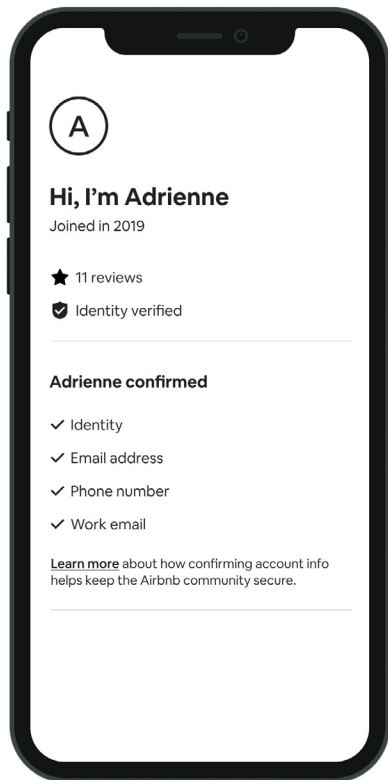 A
Hi, I’m Adrienne
Joined in 2019
11 reviews
Identity verified
Adrienne confirmed
Identity
Email address
Phone number
Work email
Learn more about how confirming account info
helps keep the Airbnb community secure.